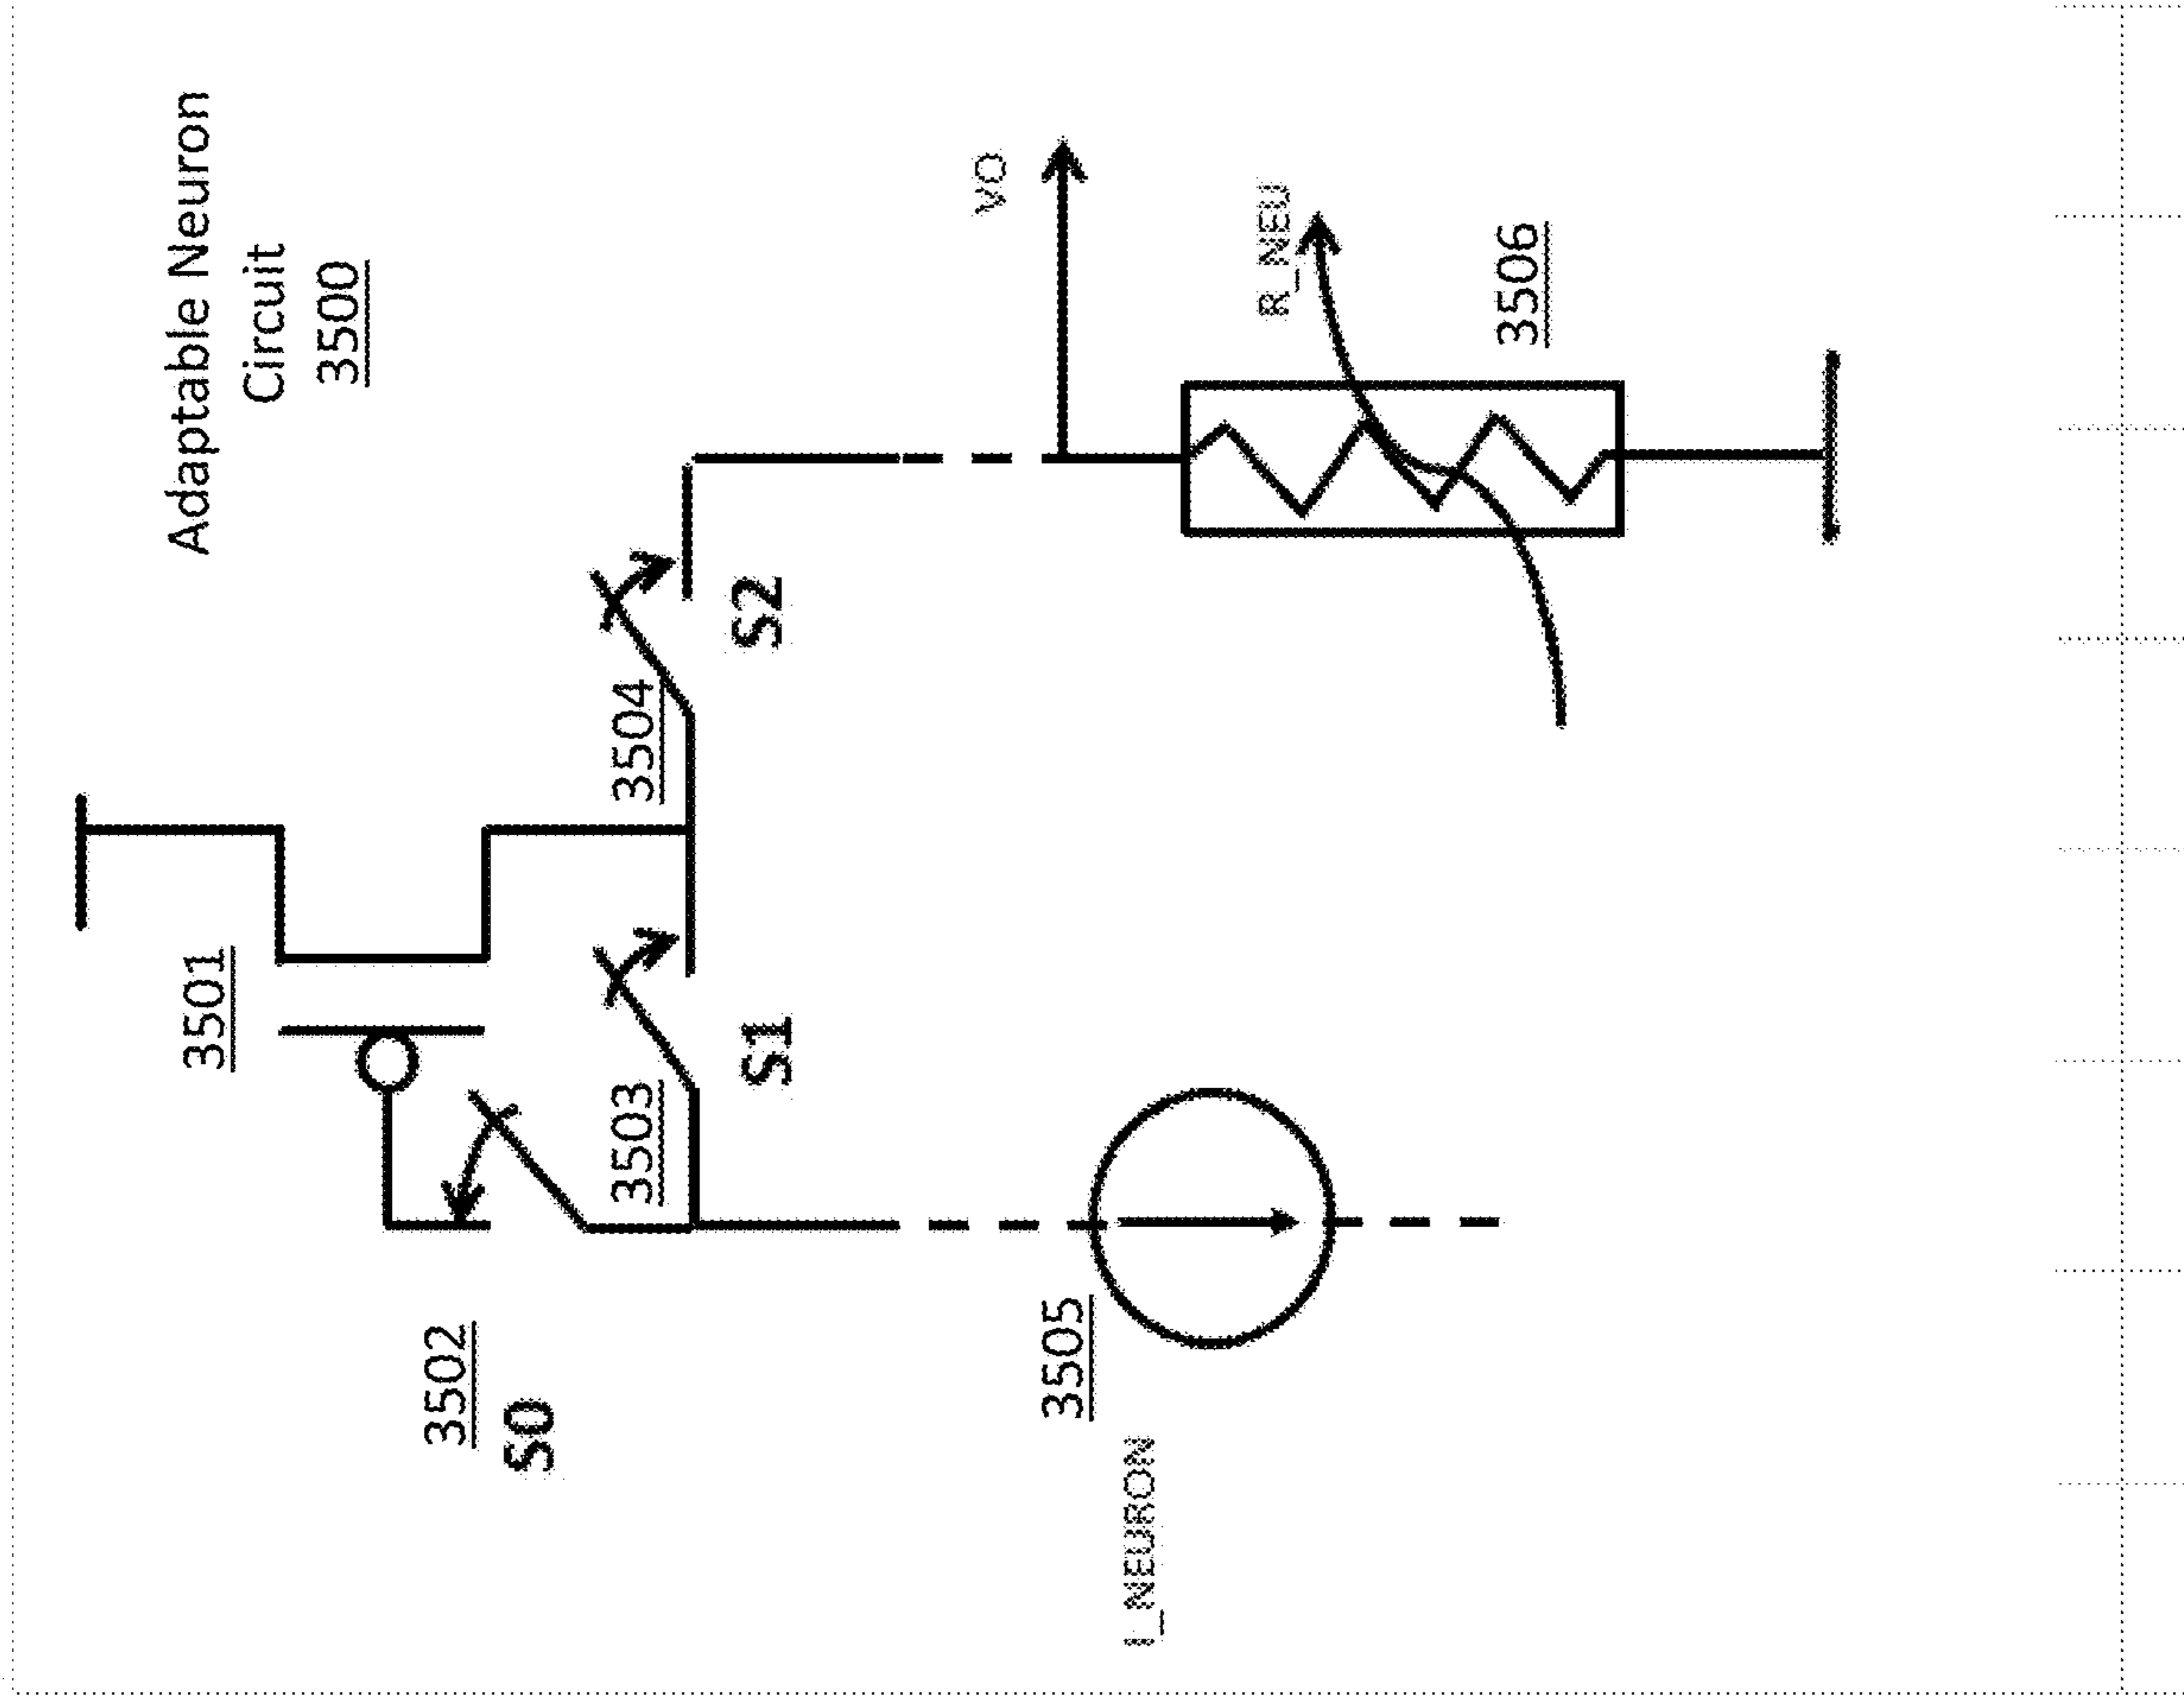 Adaptable Neuron
Circuit
3500
3501
3502
S0
3503
S1
3504
S2
3505
I_NEURON
VO
R_NEU
3506